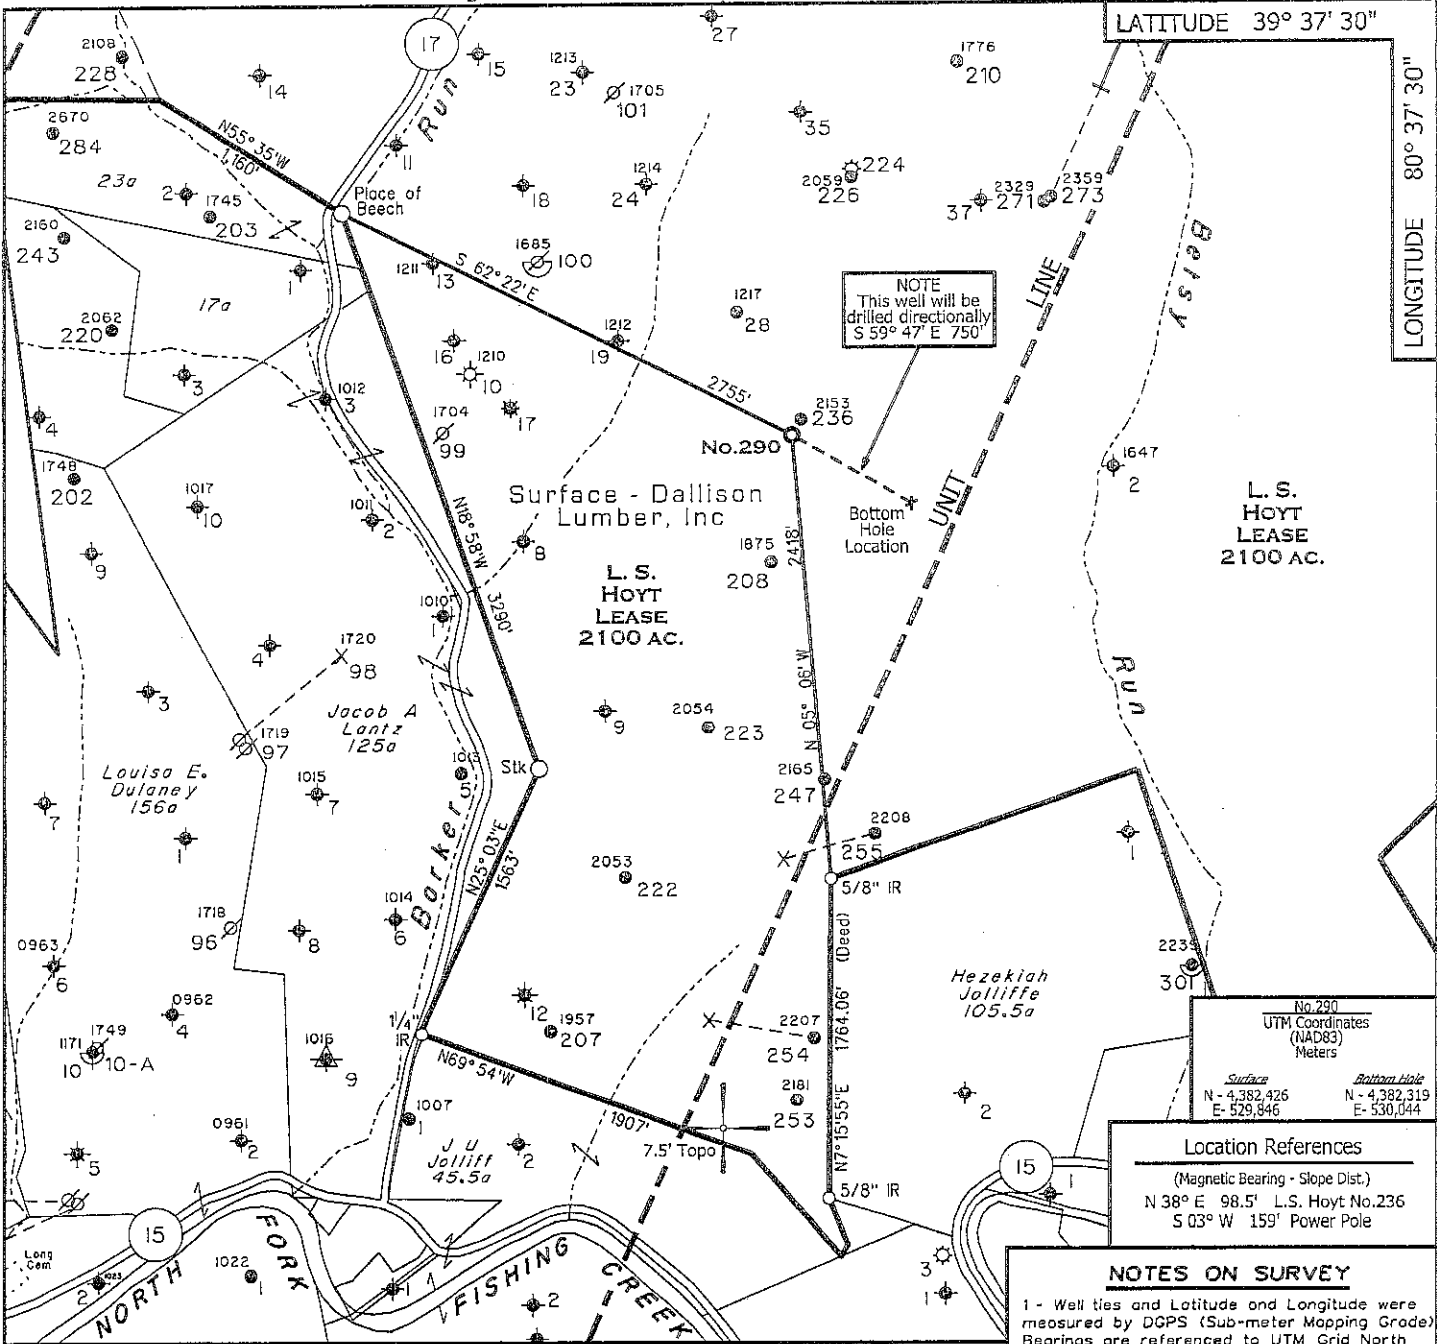 LATITUDE 39° 37' 30"
LONGITUDE 80° 37' 30"
17
Run
27
2108
228
14
15
1213
23
1705
101
1776
210
35
2670
284
N55° 35'W
1,160'
11
23a
2
1745
203
Place of
Beech
18
1214
24
224
2059
226
37
2329
271
2359
273
2160
243
1
1211
13
S 62° 22' E
1685
100
17a
2062
220
16
1210
10
1212
19
1217
28
NOTE
This well will be
drilled directionally
S 59° 47' E 750'
UNIT LINE
Betsy
Run
3
1012
3
17
2755'
2153
236
4
1704
99
No.290
1748
202
1017
10
1011
2
N18° 58'W
3290'
Surface - Dallison
Lumber, Inc
2418'
Bottom
Hole
Location
1647
2
L. S.
HOYT
LEASE
2100 AC.
9
8
1875
208
L. S.
HOYT
LEASE
2100 AC.
1010
1
4
1720
98
3
Jacob A
Lantz
125a
9
2054
223
N 05° 06' W
1719
97
Louisa E.
Dulaney
156a
1015
7
1013
5
Stk
2165
247
7
1
Barker
N25° 03"E
1563'
2053
222
2208
255
1
5/8" IR
1718
96
8
1014
6
0963
6
0962
4
12
1957
207
2207
254
1764.06' (Deed)
N7° 15'55"E
Hezekiah
Jolliffe
105.5a
2235
301
1/4"
IR
1171
10
1749
10-A
1016
9
N69° 54'W
1907'
2181
253
2
7.5' Topo
0961
2
1007
1
J U
Jolliff
45.5a
2
5
5/8" IR
15
1
15
Long
Cem
1023
2
1022
1
1
2
3
1
NORTH FORK FISHING CREEK
No.290
UTM Coordinates
(NAD83)
Meters
Surface Bottom Hole
N - 4,382,426 N - 4,382,319
E- 529,846 E- 530,044
Location References
(Magnetic Bearing - Slope Dist.)
N 38° E 98.5' L.S. Hoyt No.236
S 03° W 159' Power Pole
NOTES ON SURVEY
1 - Well ties and Latitude and Longitude were
measured by DGPS (Sub-meter Mapping Grade)
Bearings are referenced to UTM Grid North